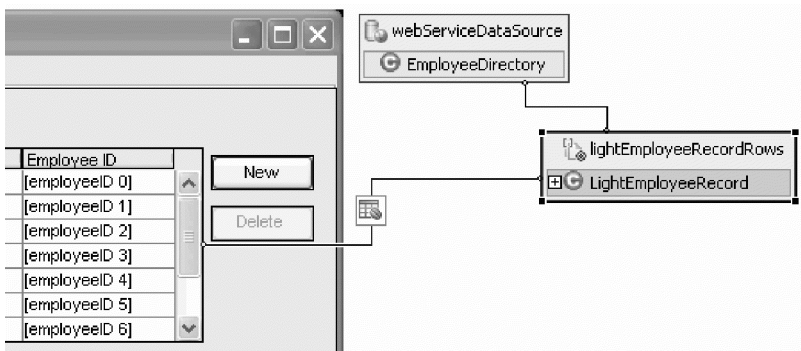 webServiceDataSource
EmployeeDirectory
lightEmployeeRecordRows
LightEmployeeRecord
Employee ID
[employeeID 0]
[employeeID 1]
[employeeID 2]
[employeeID 3]
[employeeID 4]
[employeeID 5]
[employeeID 6]
New
Delete